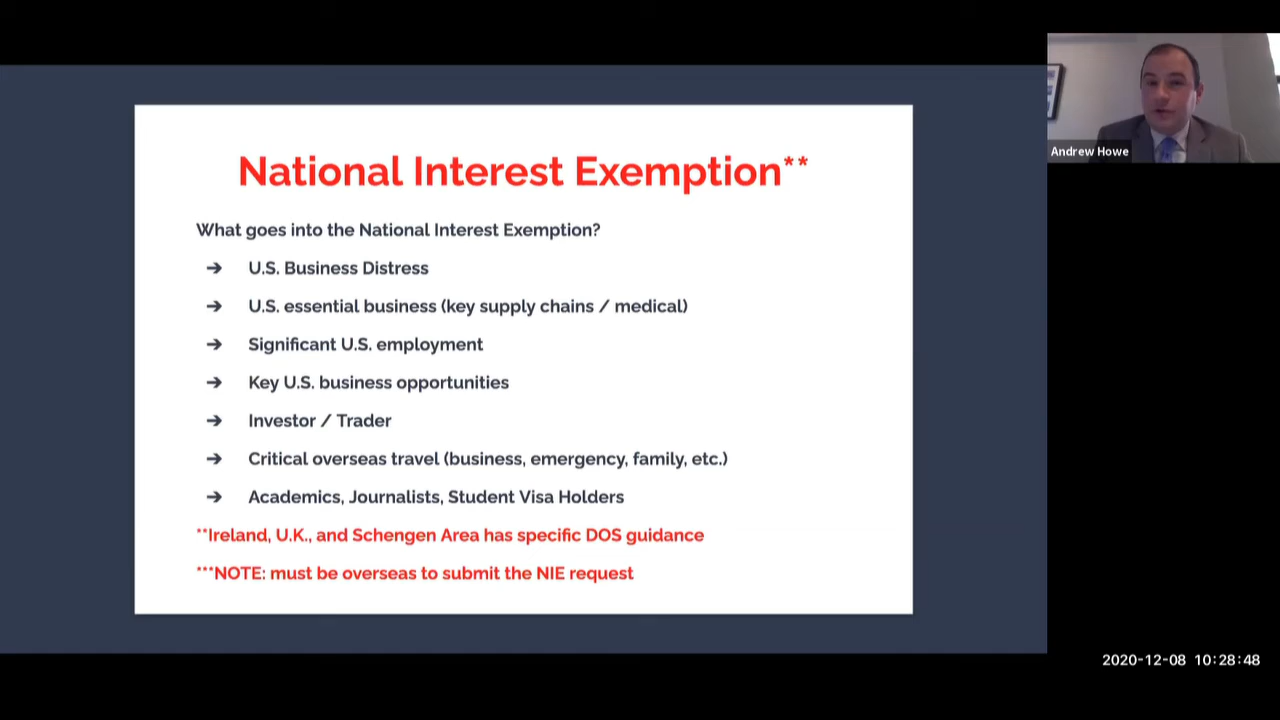 National Interest Exemption**
What goes into the National Interest Exemption?
➔ U.S. Business Distress
➔ U.S. essential business (key supply chains / medical)
➔ Significant U.S. employment
➔ Key U.S. business opportunities
➔ Investor / Trader
➔ Critical overseas travel (business, emergency, family, etc.)
➔ Academics, Journalists, Student Visa Holders
**Ireland, U.K., and Schengen Area has specific DOS guidance
***NOTE: must be overseas to submit the NIE request
Andrew Howe
2020-12-08 10:28:48